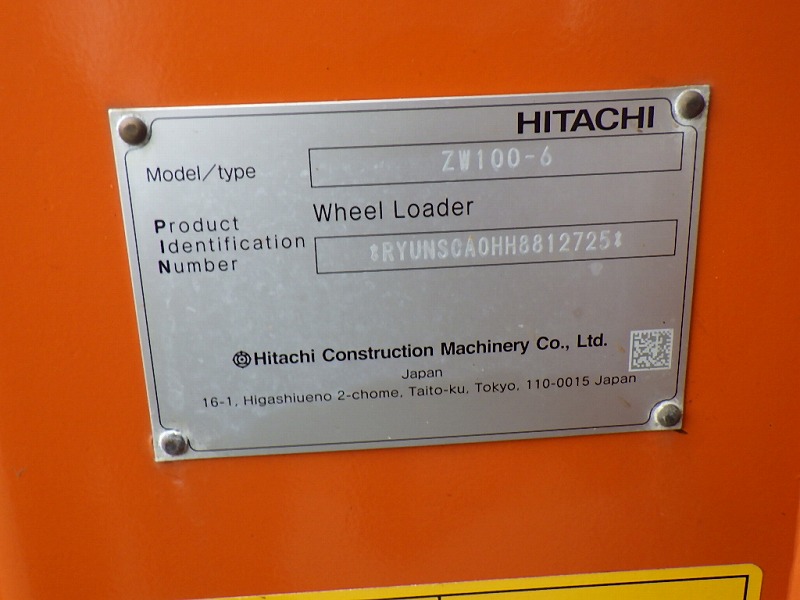 HITACHI
Model/type ZW100-6
Wheel Loader
Product
Identification
Number
*RYUNSCA0HH8812725*
Hitachi Construction Machinery Co., Ltd.
Japan
16-1, Higashiueno 2-chome, Taito-ku, Tokyo, 110-0015 Japan